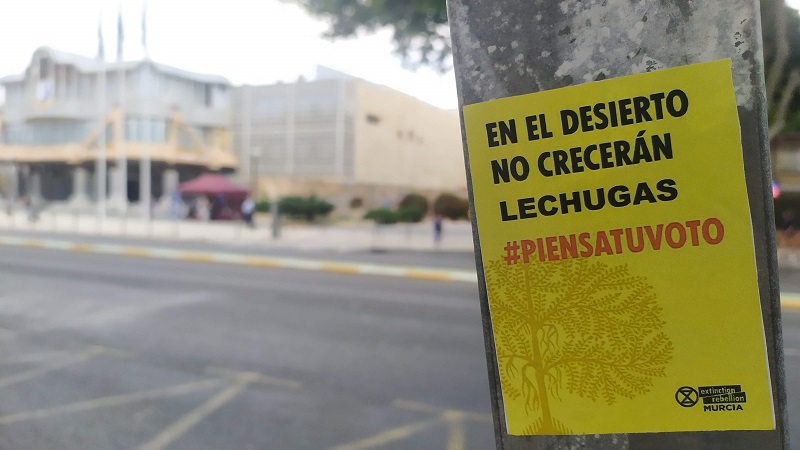 EN EL DESIERTO
NO CRECERÁN
LECHUGAS
#PIENSATUVOTO
extinction
rebellion
MURCIA